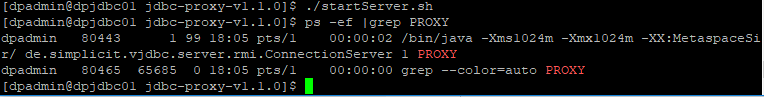 [dpadmin@dpjdbc01 jdbc-proxy-v1.1.0]$ ./startServer.sh
[dpadmin@dpjdbc01 jdbc-proxy-v1.1.0]$ ps -ef |grep PROXY
dpadmin 80443 1 99 18:05 pts/1 00:00:02 /bin/java -Xms1024m -Xmx1024m -XX:MetaspaceSi
r/ de.simplicit.vjdbc.server.rmi.ConnectionServer 1 PROXY
dpadmin 80465 65685 0 18:05 pts/1 00:00:00 grep --color=auto PROXY
[dpadmin@dpjdbc01 jdbc-proxy-v1.1.0]$